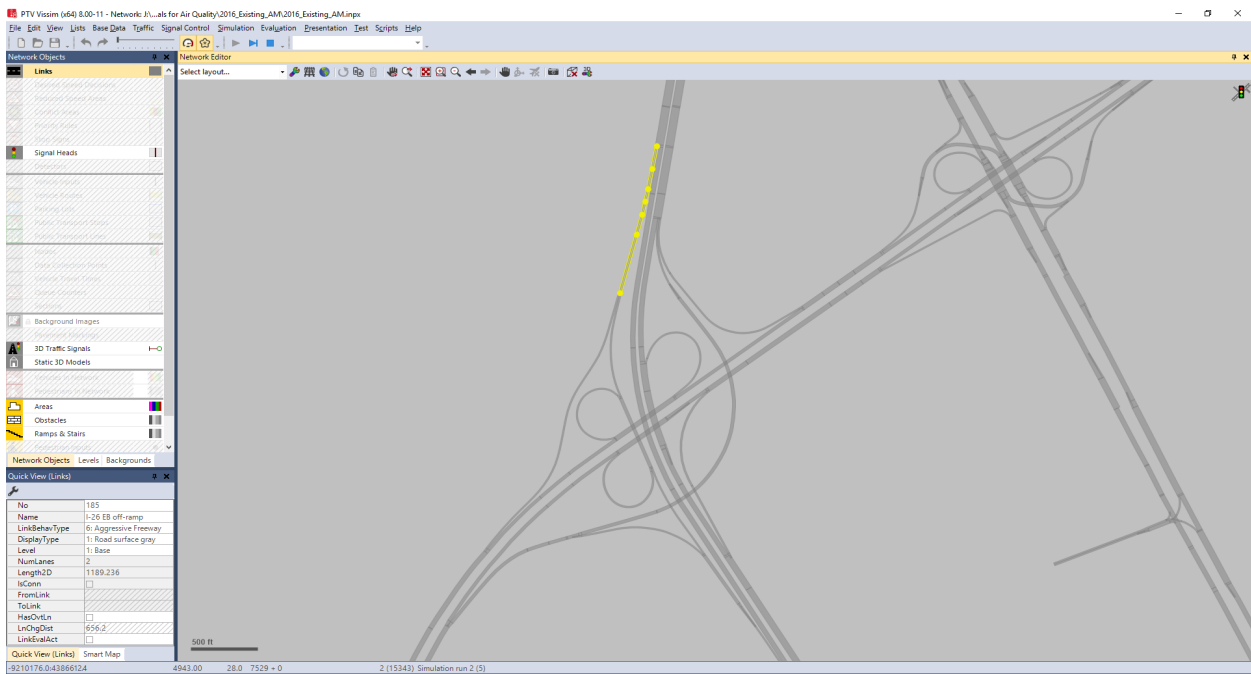 PTV Vissim (x64) 8.00-11 - Network: J:\...als for Air Quality\2016_Existing_AM\2016_Existing_AM.inpx
File Edit View Lists Base Data Traffic Signal Control Simulation Evaluation Presentation Test Scripts Help
Network Objects
Network Editor
Links
Select layout...
Signal Heads
Background Images
3D Traffic Signals
Static 3D Models
Areas
Obstacles
Ramps & Stairs
Network Objects Levels Backgrounds
Quick View (Links)
No 185
Name I-26 EB off-ramp
LinkBehavType 6: Aggressive Freeway
DisplayType 1: Road surface gray
Level 1: Base
NumLanes 2
Length2D 1189.236
IsConn
FromLink
ToLink
HasOvtLn
LnChgDist 656.2
LinkEvalAct
500 ft
Quick View (Links) Smart Map
-9210176.0:4386612.4 4943.00 28.0 7529 + 0 2 (15343) Simulation run 2 (5)